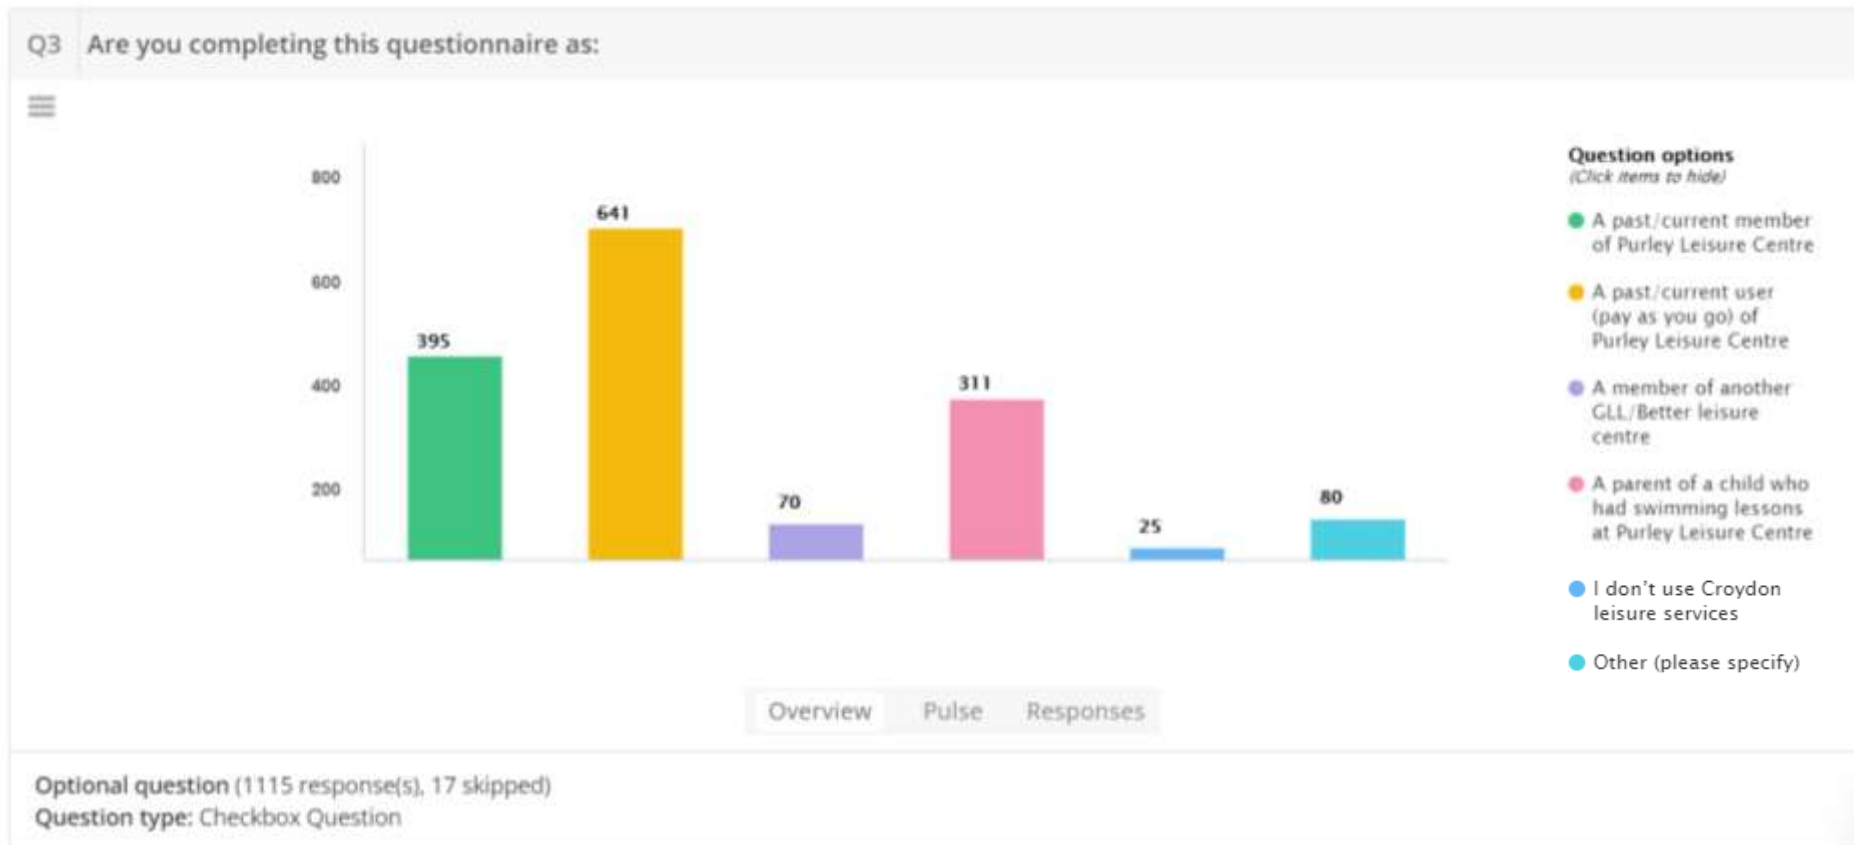 Q3 Are you completing this questionnaire as:
800
600
400
200
395
641
70
311
25
80
Question options
(Click items to hide)
A past/current member
of Purley Leisure Centre
A past/current user
(pay as you go) of
Purley Leisure Centre
A member of another
GLL/Better leisure
centre
A parent of a child who
had swimming lessons
at Purley Leisure Centre
I don't use Croydon
leisure services
Other (please specify)
Overview Pulse Responses
Optional question (1115 response(s), 17 skipped)
Question type: Checkbox Question